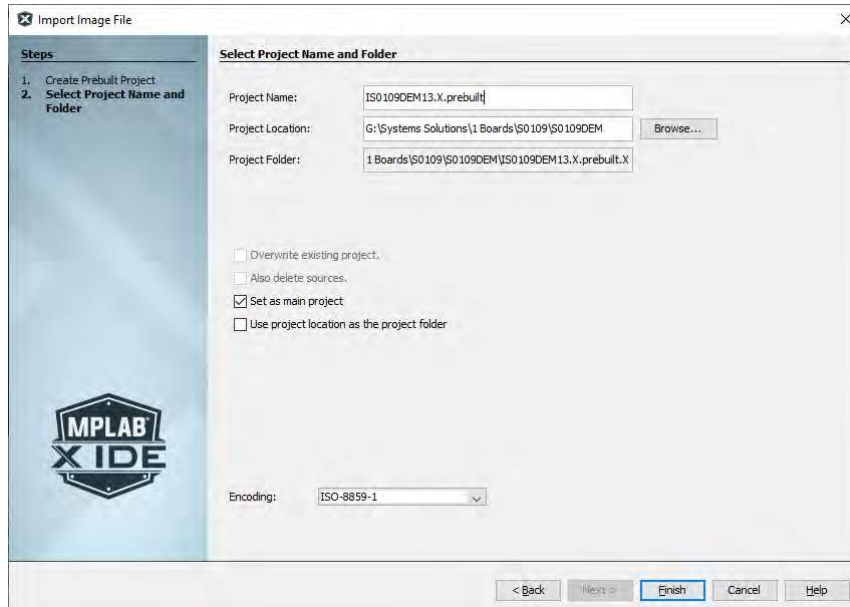 Import Image File
Steps
1. Create Prebuilt Project
2. Select Project Name and
Folder
Select Project Name and Folder
Project Name: IS0109DEM13.X.prebuilt
Project Location: G:\Systems Solutions\1 Boards\S0109\S0109DEM Browse...
Project Folder: 1 Boards\S0109\S0109DEM\IS0109DEM13.X.prebuilt.X
Overwrite existing project.
Also delete sources.
Set as main project
Use project location as the project folder
MPLAB
X IDE
Encoding: ISO-8859-1
< Back Next > Finish Cancel Help